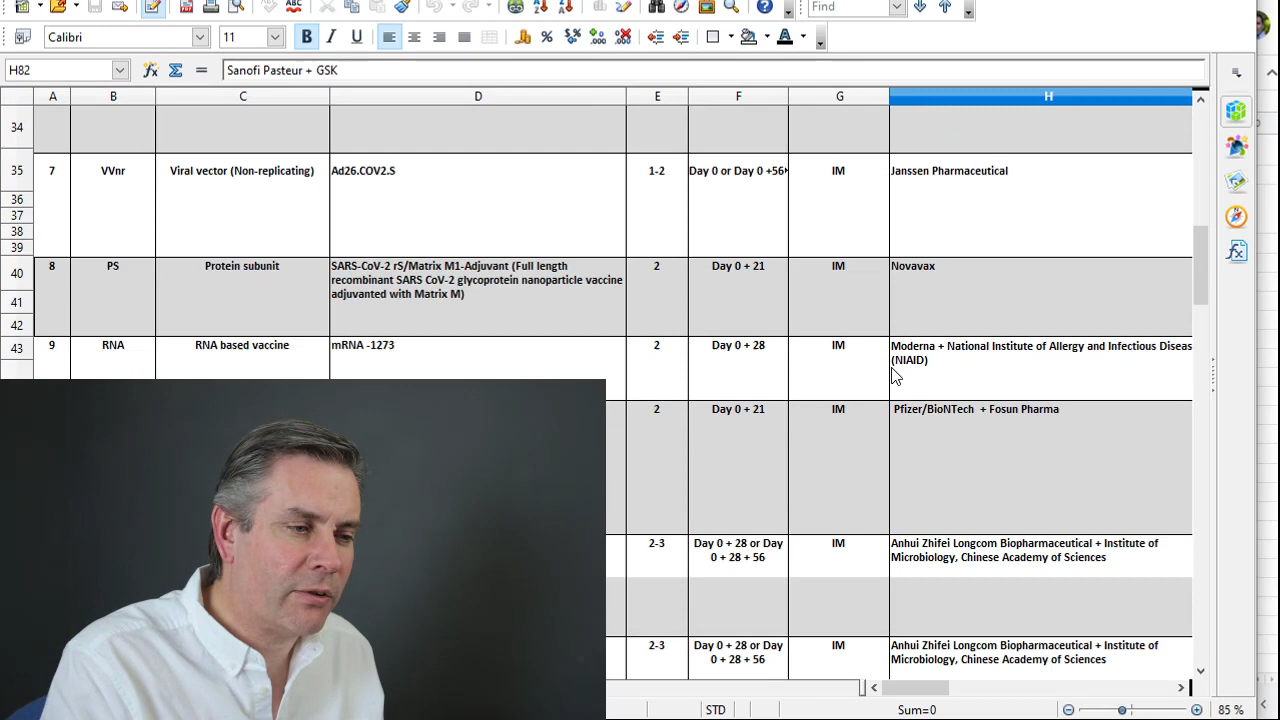 Find
Calibri
11
B I U
H82
Sanofi Pasteur + GSK
A B C D E F G H
34
35 7 VVnr Viral vector (Non-replicating) Ad26.COV2.S 1-2 Day 0 or Day 0 +56 IM Janssen Pharmaceutical
36
37
38
39
40 8 PS Protein subunit SARS-CoV-2 rS/Matrix M1-Adjuvant (Full length 2 Day 0 + 21 IM Novavax
recombinant SARS CoV-2 glycoprotein nanoparticle vaccine
41 adjuvanted with Matrix M)
42
43 9 RNA RNA based vaccine mRNA -1273 2 Day 0 + 28 IM Moderna + National Institute of Allergy and Infectious Diseas
(NIAID)
2 Day 0 + 21 IM Pfizer/BioNTech + Fosun Pharma
2-3 Day 0 + 28 or Day IM Anhui Zhifei Longcom Biopharmaceutical + Institute of
0 + 28 + 56 Microbiology, Chinese Academy of Sciences
2-3 Day 0 + 28 or Day IM Anhui Zhifei Longcom Biopharmaceutical + Institute of
0 + 28 + 56 Microbiology, Chinese Academy of Sciences
STD Sum=0 85 %